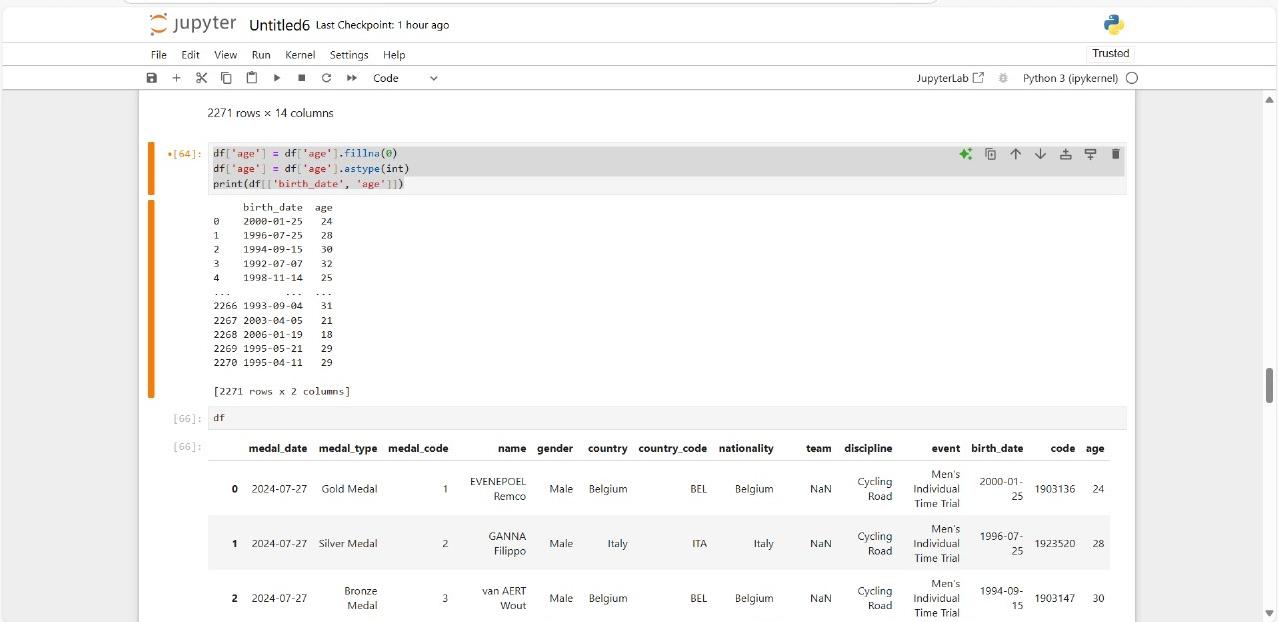 jupyter Untitled6 Last Checkpoint: 1 hour ago
File Edit View Run Kernel Settings Help
Trusted
Code
JupyterLab Python 3 (ipykernel)
2271 rows × 14 columns
•[64]: df['age'] = df['age'].fillna(0)
df['age'] = df['age'].astype(int)
print(df[['birth_date', 'age']])
birth_date age
0 2000-01-25 24
1 1996-07-25 28
2 1994-09-15 30
3 1992-07-07 32
4 1998-11-14 25
... ... ...
2266 1993-09-04 31
2267 2003-04-05 21
2268 2006-01-19 18
2269 1995-05-21 29
2270 1995-04-11 29
[2271 rows x 2 columns]
[66]: df
[66]:
medal_date medal_type medal_code name gender country country_code nationality team discipline event birth_date code age
0 2024-07-27 Gold Medal 1 EVENEPOEL Remco Male Belgium BEL Belgium NaN Cycling Road Men's Individual Time Trial 2000-01-25 1903136 24
1 2024-07-27 Silver Medal 2 GANNA Filippo Male Italy ITA Italy NaN Cycling Road Men's Individual Time Trial 1996-07-25 1923520 28
2 2024-07-27 Bronze Medal 3 van AERT Wout Male Belgium BEL Belgium NaN Cycling Road Men's Individual Time Trial 1994-09-15 1903147 30